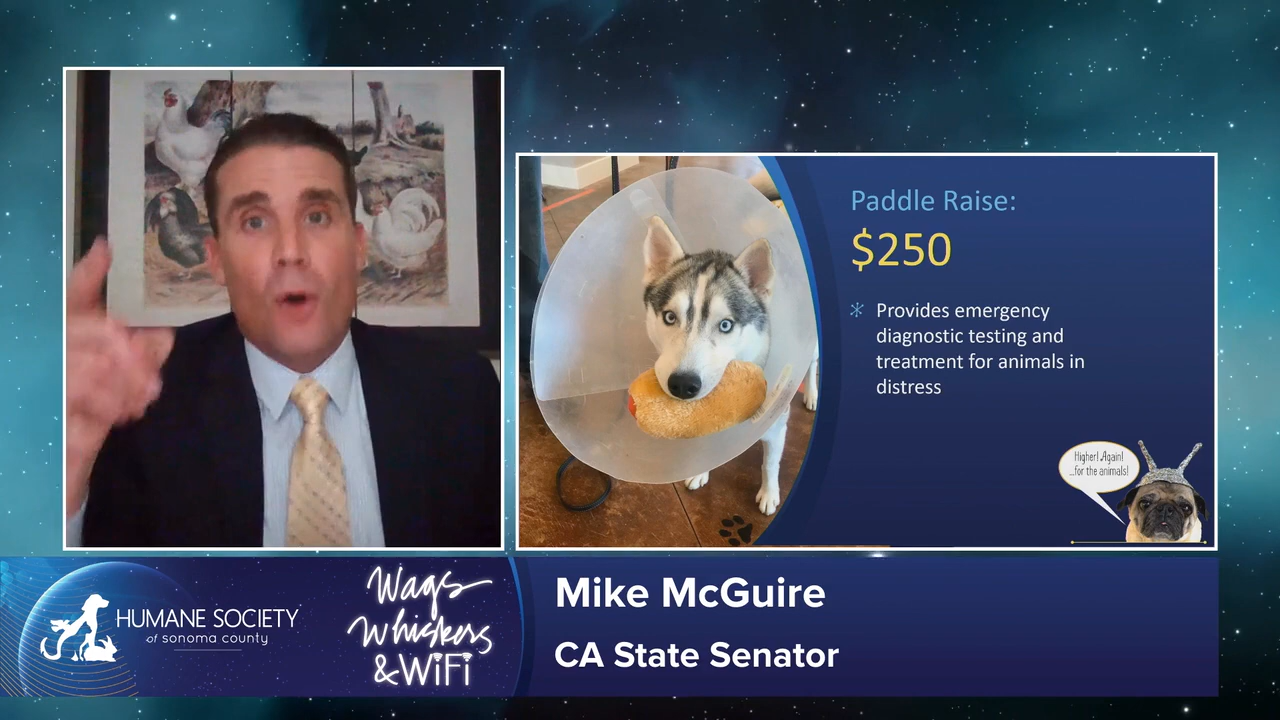 Paddle Raise:
$250
Provides emergency
diagnostic testing and
treatment for animals in
distress
Higher! Again!
...for the animals!
HUMANE SOCIETY
of sonoma county
Wags
Whiskers
& WiFi
Mike McGuire
CA State Senator